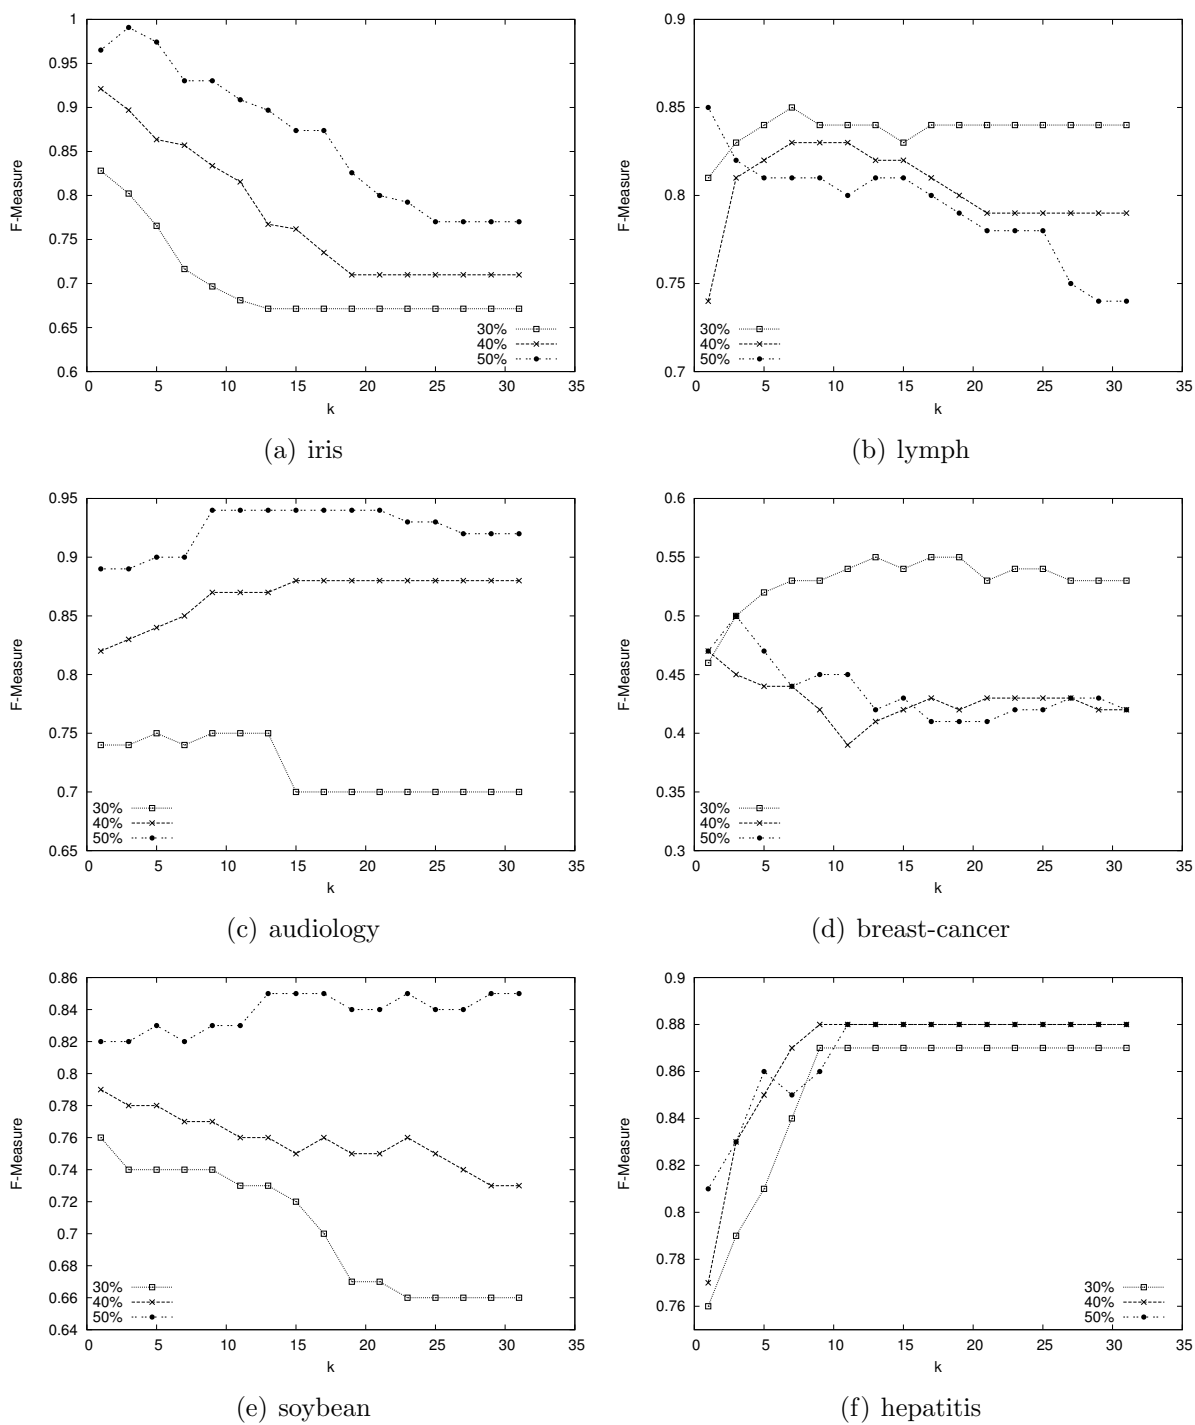 1
0.95
0.9
0.85
0.8
0.75
0.7
0.65
0.6
F-Measure
30%
40%
50%
0 5 10 15 20 25 30 35
k
(a) iris
0.9
0.85
0.8
0.75
0.7
F-Measure
30%
40%
50%
0 5 10 15 20 25 30 35
k
(b) lymph
0.95
0.9
0.85
0.8
0.75
0.7
0.65
F-Measure
30%
40%
50%
0 5 10 15 20 25 30 35
k
(c) audiology
0.6
0.55
0.5
0.45
0.4
0.35
0.3
F-Measure
30%
40%
50%
0 5 10 15 20 25 30 35
k
(d) breast-cancer
0.86
0.84
0.82
0.8
0.78
0.76
0.74
0.72
0.7
0.68
0.66
0.64
F-Measure
30%
40%
50%
0 5 10 15 20 25 30 35
k
(e) soybean
0.9
0.88
0.86
0.84
0.82
0.8
0.78
0.76
F-Measure
30%
40%
50%
0 5 10 15 20 25 30 35
k
(f) hepatitis